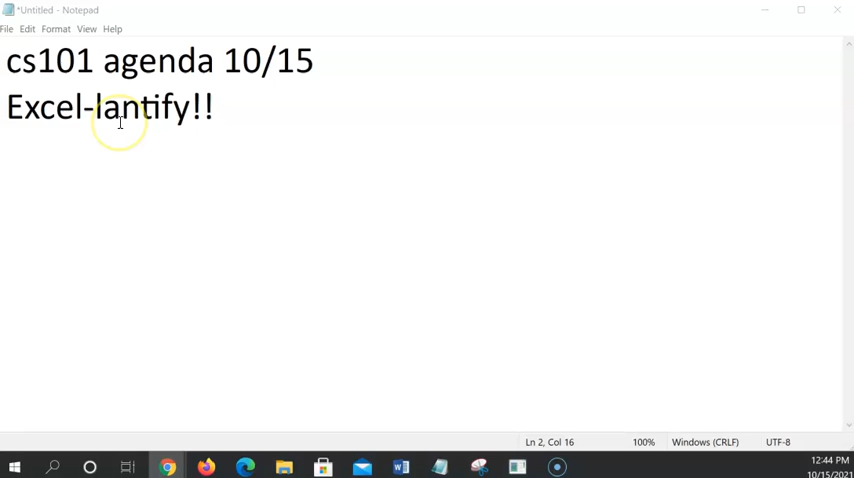 *Untitled - Notepad
File Edit Format View Help
cs101 agenda 10/15
Excel-lantify!!
Ln 2, Col 16 100% Windows (CRLF) UTF-8
12:44 PM
10/15/2021